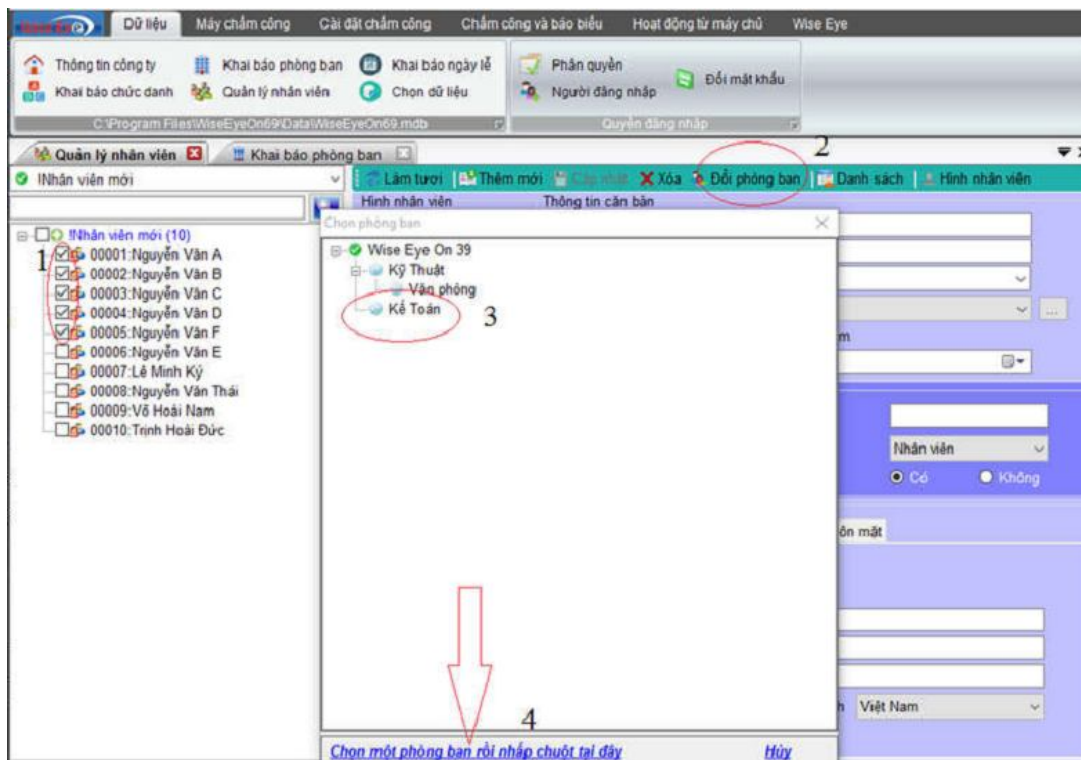 Wise Eye Dữ liệu Máy chấm công Cài đặt chấm công Chấm công và báo biểu Hoạt động từ máy chủ Wise Eye
Thông tin công ty Khai báo phòng ban Khai báo ngày lễ Phân quyền
Đổi mật khẩu
Khai báo chức danh Quản lý nhân viên Chọn dữ liệu Người đăng nhập
C:\Program Files\WiseEyeOn69\Data\WiseEyeOn69.mdb Quyền đăng nhập
Quản lý nhân viên Khai báo phòng ban 2
!Nhân viên mới Làm tươi Thêm mới Cập nhật Xóa Đổi phòng ban Danh sách Hình nhân viên
Hình nhân viên Thông tin căn bản
Chọn phòng ban
!Nhân viên mới (10)
1
00001:Nguyễn Văn A
00002:Nguyễn Văn B
00003:Nguyễn Văn C
00004:Nguyễn Văn D
00005:Nguyễn Văn F
00006:Nguyễn Văn E
00007:Lê Minh Ký
00008:Nguyễn Văn Thái
00009:Võ Hoài Nam
00010:Trịnh Hoài Đức
Wise Eye On 39
Kỹ Thuật
Văn phòng
Kế Toán
3
m
...
Nhân viên
Có Không
ôn mặt
h Việt Nam
4
Chọn một phòng ban rồi nhấp chuột tại đây Hủy